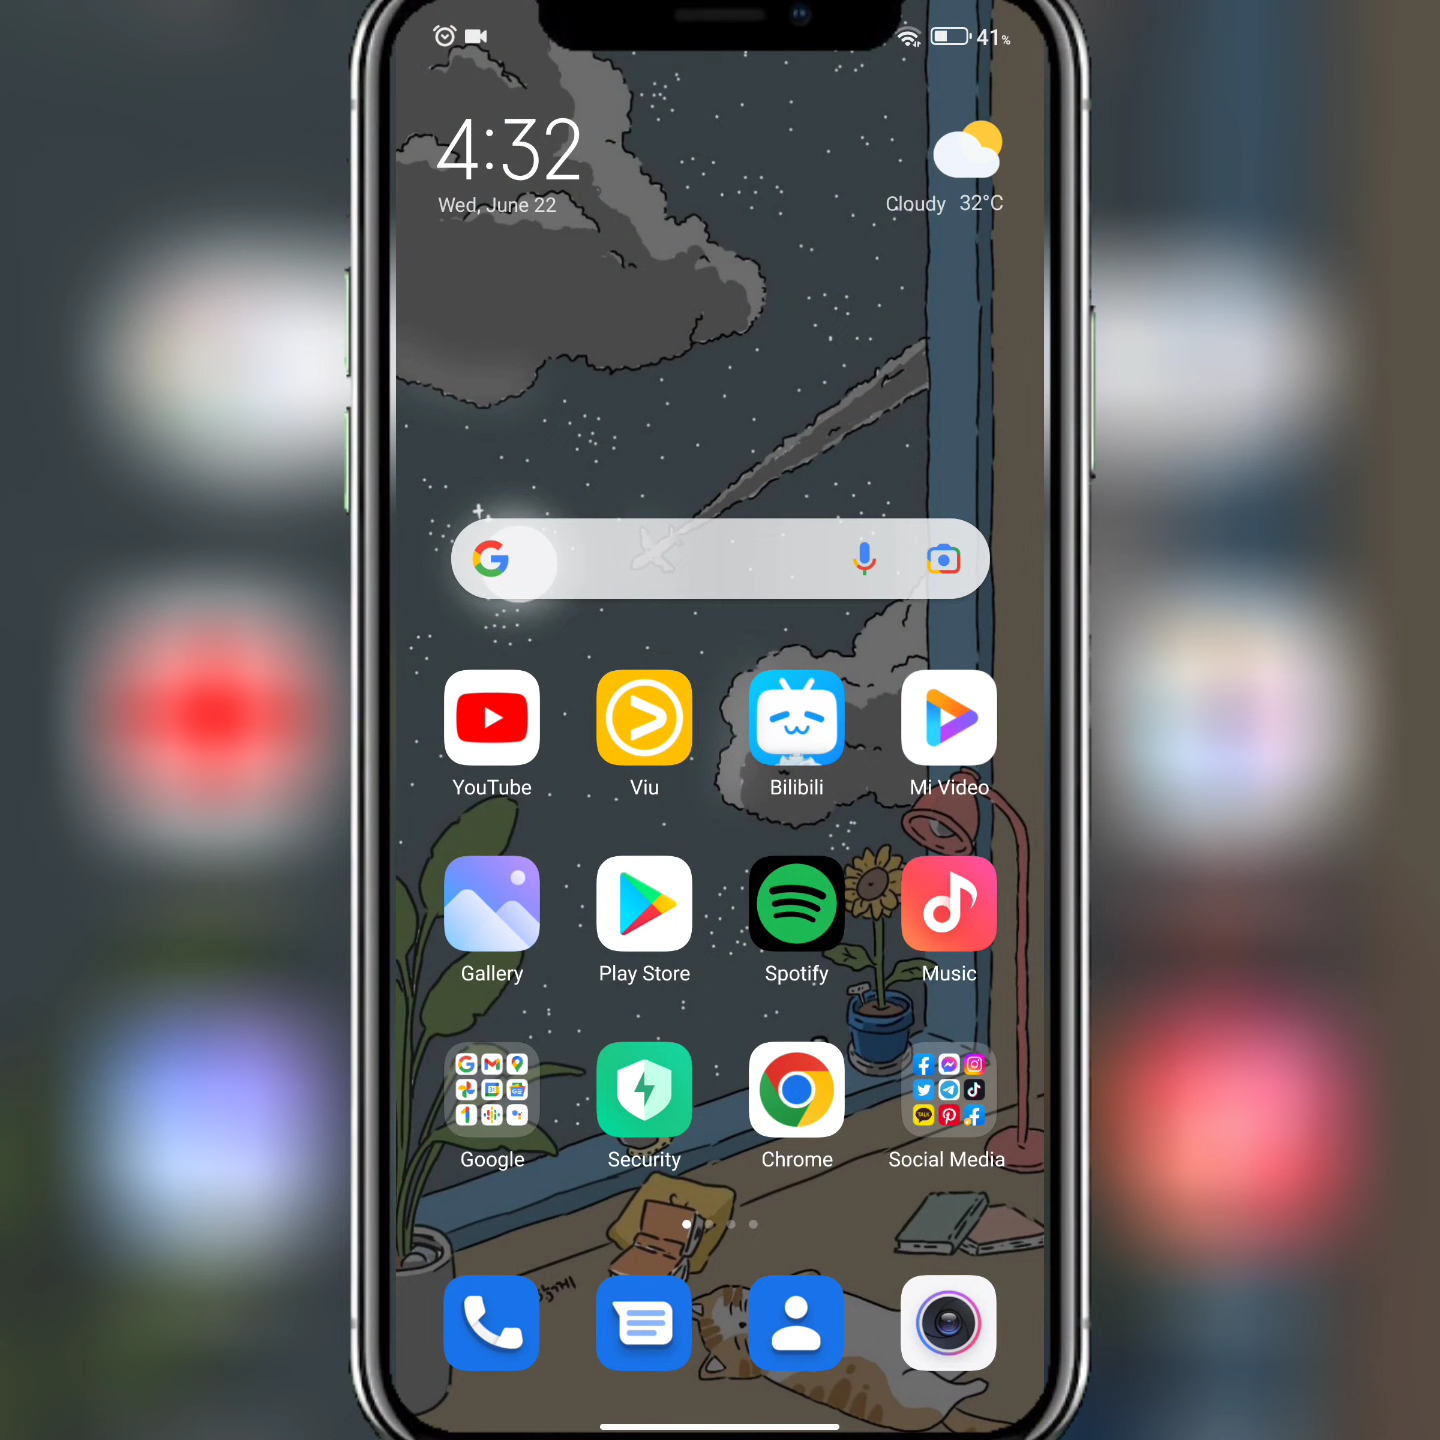 41%
4:32
Wed, June 22
Cloudy 32°C
YouTube
Viu
Bilibili
Mi Video
Gallery
Play Store
Spotify
Music
Google
Security
Chrome
Social Media